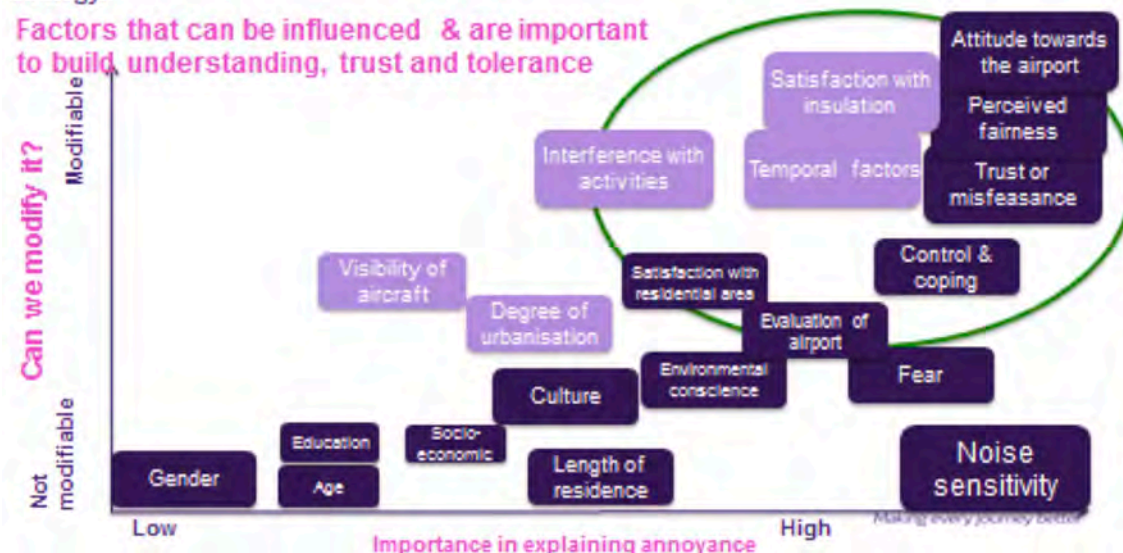 Factors that can be influenced & are important
to build understanding, trust and tolerance
Can we modify it?
Modifiable
Not
modifiable
Attitude towards
the airport
Satisfaction with
insulation
Perceived
fairness
Interference with
activities
Temporal factors
Trust or
misfeasance
Visibility of
aircraft
Satisfaction with
residential area
Control &
coping
Degree of
urbanisation
Evaluation of
airport
Culture
Environmental
conscience
Fear
Education
Socio-
economic
Gender
Age
Length of
residence
Noise
sensitivity
Low
High
Making every journey better
Importance in explaining annoyance